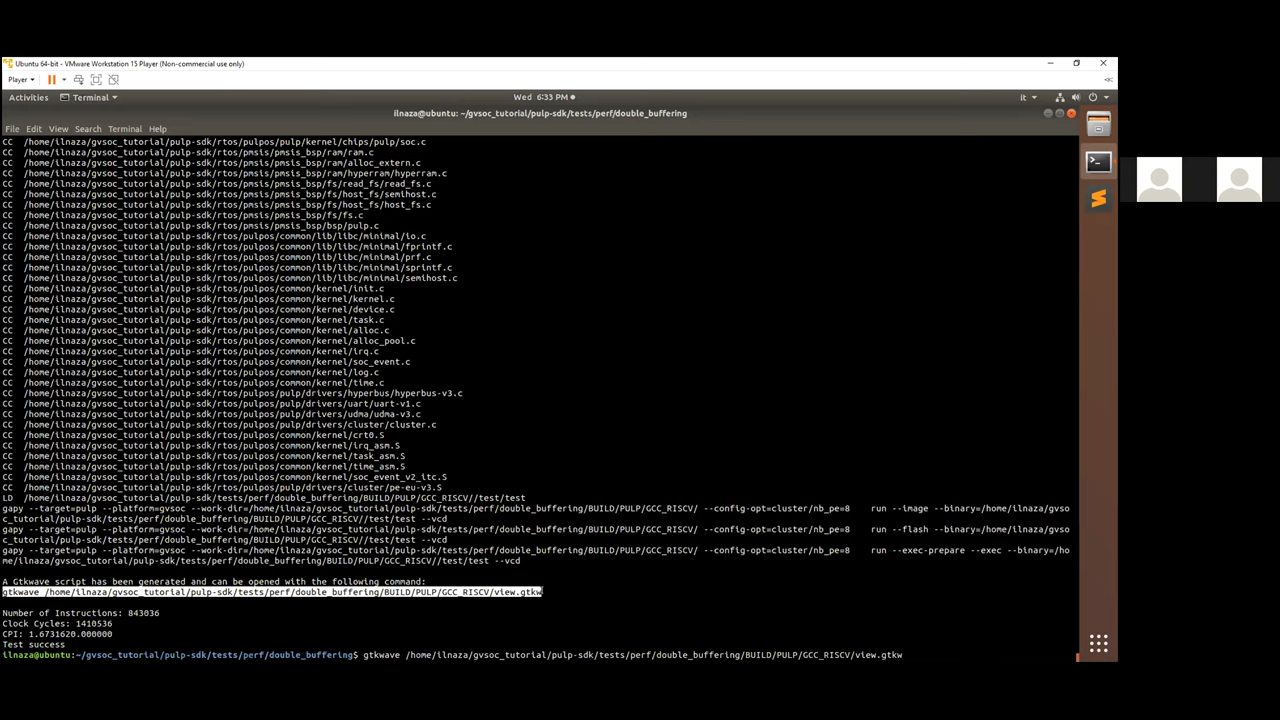 Ubuntu 64-bit - VMware Workstation 15 Player (Non-commercial use only)
Player
Activities Terminal Wed 6:33 PM it
ilnaza@ubuntu: ~/gvsoc_tutorial/pulp-sdk/tests/perf/double_buffering
File Edit View Search Terminal Help
CC /home/ilnaza/gvsoc_tutorial/pulp-sdk/rtos/pulpos/pulp/kernel/chips/pulp/soc.c
CC /home/ilnaza/gvsoc_tutorial/pulp-sdk/rtos/pmsis/pmsis_bsp/ram/ram.c
CC /home/ilnaza/gvsoc_tutorial/pulp-sdk/rtos/pmsis/pmsis_bsp/ram/alloc_extern.c
CC /home/ilnaza/gvsoc_tutorial/pulp-sdk/rtos/pmsis/pmsis_bsp/ram/hyperram/hyperram.c
CC /home/ilnaza/gvsoc_tutorial/pulp-sdk/rtos/pmsis/pmsis_bsp/fs/read_fs/read_fs.c
CC /home/ilnaza/gvsoc_tutorial/pulp-sdk/rtos/pmsis/pmsis_bsp/fs/host_fs/semihost.c
CC /home/ilnaza/gvsoc_tutorial/pulp-sdk/rtos/pmsis/pmsis_bsp/fs/host_fs/host_fs.c
CC /home/ilnaza/gvsoc_tutorial/pulp-sdk/rtos/pmsis/pmsis_bsp/fs/fs.c
CC /home/ilnaza/gvsoc_tutorial/pulp-sdk/rtos/pmsis/pmsis_bsp/bsp/pulp.c
CC /home/ilnaza/gvsoc_tutorial/pulp-sdk/rtos/pulpos/common/lib/libc/minimal/io.c
CC /home/ilnaza/gvsoc_tutorial/pulp-sdk/rtos/pulpos/common/lib/libc/minimal/fprintf.c
CC /home/ilnaza/gvsoc_tutorial/pulp-sdk/rtos/pulpos/common/lib/libc/minimal/prf.c
CC /home/ilnaza/gvsoc_tutorial/pulp-sdk/rtos/pulpos/common/lib/libc/minimal/sprintf.c
CC /home/ilnaza/gvsoc_tutorial/pulp-sdk/rtos/pulpos/common/lib/libc/minimal/semihost.c
CC /home/ilnaza/gvsoc_tutorial/pulp-sdk/rtos/pulpos/common/kernel/init.c
CC /home/ilnaza/gvsoc_tutorial/pulp-sdk/rtos/pulpos/common/kernel/kernel.c
CC /home/ilnaza/gvsoc_tutorial/pulp-sdk/rtos/pulpos/common/kernel/device.c
CC /home/ilnaza/gvsoc_tutorial/pulp-sdk/rtos/pulpos/common/kernel/task.c
CC /home/ilnaza/gvsoc_tutorial/pulp-sdk/rtos/pulpos/common/kernel/alloc.c
CC /home/ilnaza/gvsoc_tutorial/pulp-sdk/rtos/pulpos/common/kernel/alloc_pool.c
CC /home/ilnaza/gvsoc_tutorial/pulp-sdk/rtos/pulpos/common/kernel/irq.c
CC /home/ilnaza/gvsoc_tutorial/pulp-sdk/rtos/pulpos/common/kernel/soc_event.c
CC /home/ilnaza/gvsoc_tutorial/pulp-sdk/rtos/pulpos/common/kernel/log.c
CC /home/ilnaza/gvsoc_tutorial/pulp-sdk/rtos/pulpos/common/kernel/time.c
CC /home/ilnaza/gvsoc_tutorial/pulp-sdk/rtos/pulpos/pulp/drivers/hyperbus/hyperbus-v3.c
CC /home/ilnaza/gvsoc_tutorial/pulp-sdk/rtos/pulpos/pulp/drivers/uart/uart-v1.c
CC /home/ilnaza/gvsoc_tutorial/pulp-sdk/rtos/pulpos/pulp/drivers/udma/udma-v3.c
CC /home/ilnaza/gvsoc_tutorial/pulp-sdk/rtos/pulpos/pulp/drivers/cluster/cluster.c
CC /home/ilnaza/gvsoc_tutorial/pulp-sdk/rtos/pulpos/common/kernel/crt0.S
CC /home/ilnaza/gvsoc_tutorial/pulp-sdk/rtos/pulpos/common/kernel/irq_asm.S
CC /home/ilnaza/gvsoc_tutorial/pulp-sdk/rtos/pulpos/common/kernel/task_asm.S
CC /home/ilnaza/gvsoc_tutorial/pulp-sdk/rtos/pulpos/common/kernel/time_asm.S
CC /home/ilnaza/gvsoc_tutorial/pulp-sdk/rtos/pulpos/common/kernel/soc_event_v2_itc.S
CC /home/ilnaza/gvsoc_tutorial/pulp-sdk/rtos/pulpos/pulp/drivers/cluster/pe-eu-v3.S
LD /home/ilnaza/gvsoc_tutorial/pulp-sdk/tests/perf/double_buffering/BUILD/PULP/GCC_RISCV//test/test
gapy --target=pulp --platform=gvsoc --work-dir=/home/ilnaza/gvsoc_tutorial/pulp-sdk/tests/perf/double_buffering/BUILD/PULP/GCC_RISCV/ --config-opt=cluster/nb_pe=8 run --image --binary=/home/ilnaza/gvso
c_tutorial/pulp-sdk/tests/perf/double_buffering/BUILD/PULP/GCC_RISCV//test/test --vcd
gapy --target=pulp --platform=gvsoc --work-dir=/home/ilnaza/gvsoc_tutorial/pulp-sdk/tests/perf/double_buffering/BUILD/PULP/GCC_RISCV/ --config-opt=cluster/nb_pe=8 run --flash --binary=/home/ilnaza/gvso
c_tutorial/pulp-sdk/tests/perf/double_buffering/BUILD/PULP/GCC_RISCV//test/test --vcd
gapy --target=pulp --platform=gvsoc --work-dir=/home/ilnaza/gvsoc_tutorial/pulp-sdk/tests/perf/double_buffering/BUILD/PULP/GCC_RISCV/ --config-opt=cluster/nb_pe=8 run --exec-prepare --exec --binary=/ho
me/ilnaza/gvsoc_tutorial/pulp-sdk/tests/perf/double_buffering/BUILD/PULP/GCC_RISCV//test/test --vcd
A Gtkwave script has been generated and can be opened with the following command:
gtkwave /home/ilnaza/gvsoc_tutorial/pulp-sdk/tests/perf/double_buffering/BUILD/PULP/GCC_RISCV/view.gtkw
Number of Instructions: 843036
Clock Cycles: 1410536
CPI: 1.6731620.000000
Test success
ilnaza@ubuntu:~/gvsoc_tutorial/pulp-sdk/tests/perf/double_buffering$ gtkwave /home/ilnaza/gvsoc_tutorial/pulp-sdk/tests/perf/double_buffering/BUILD/PULP/GCC_RISCV/view.gtkw